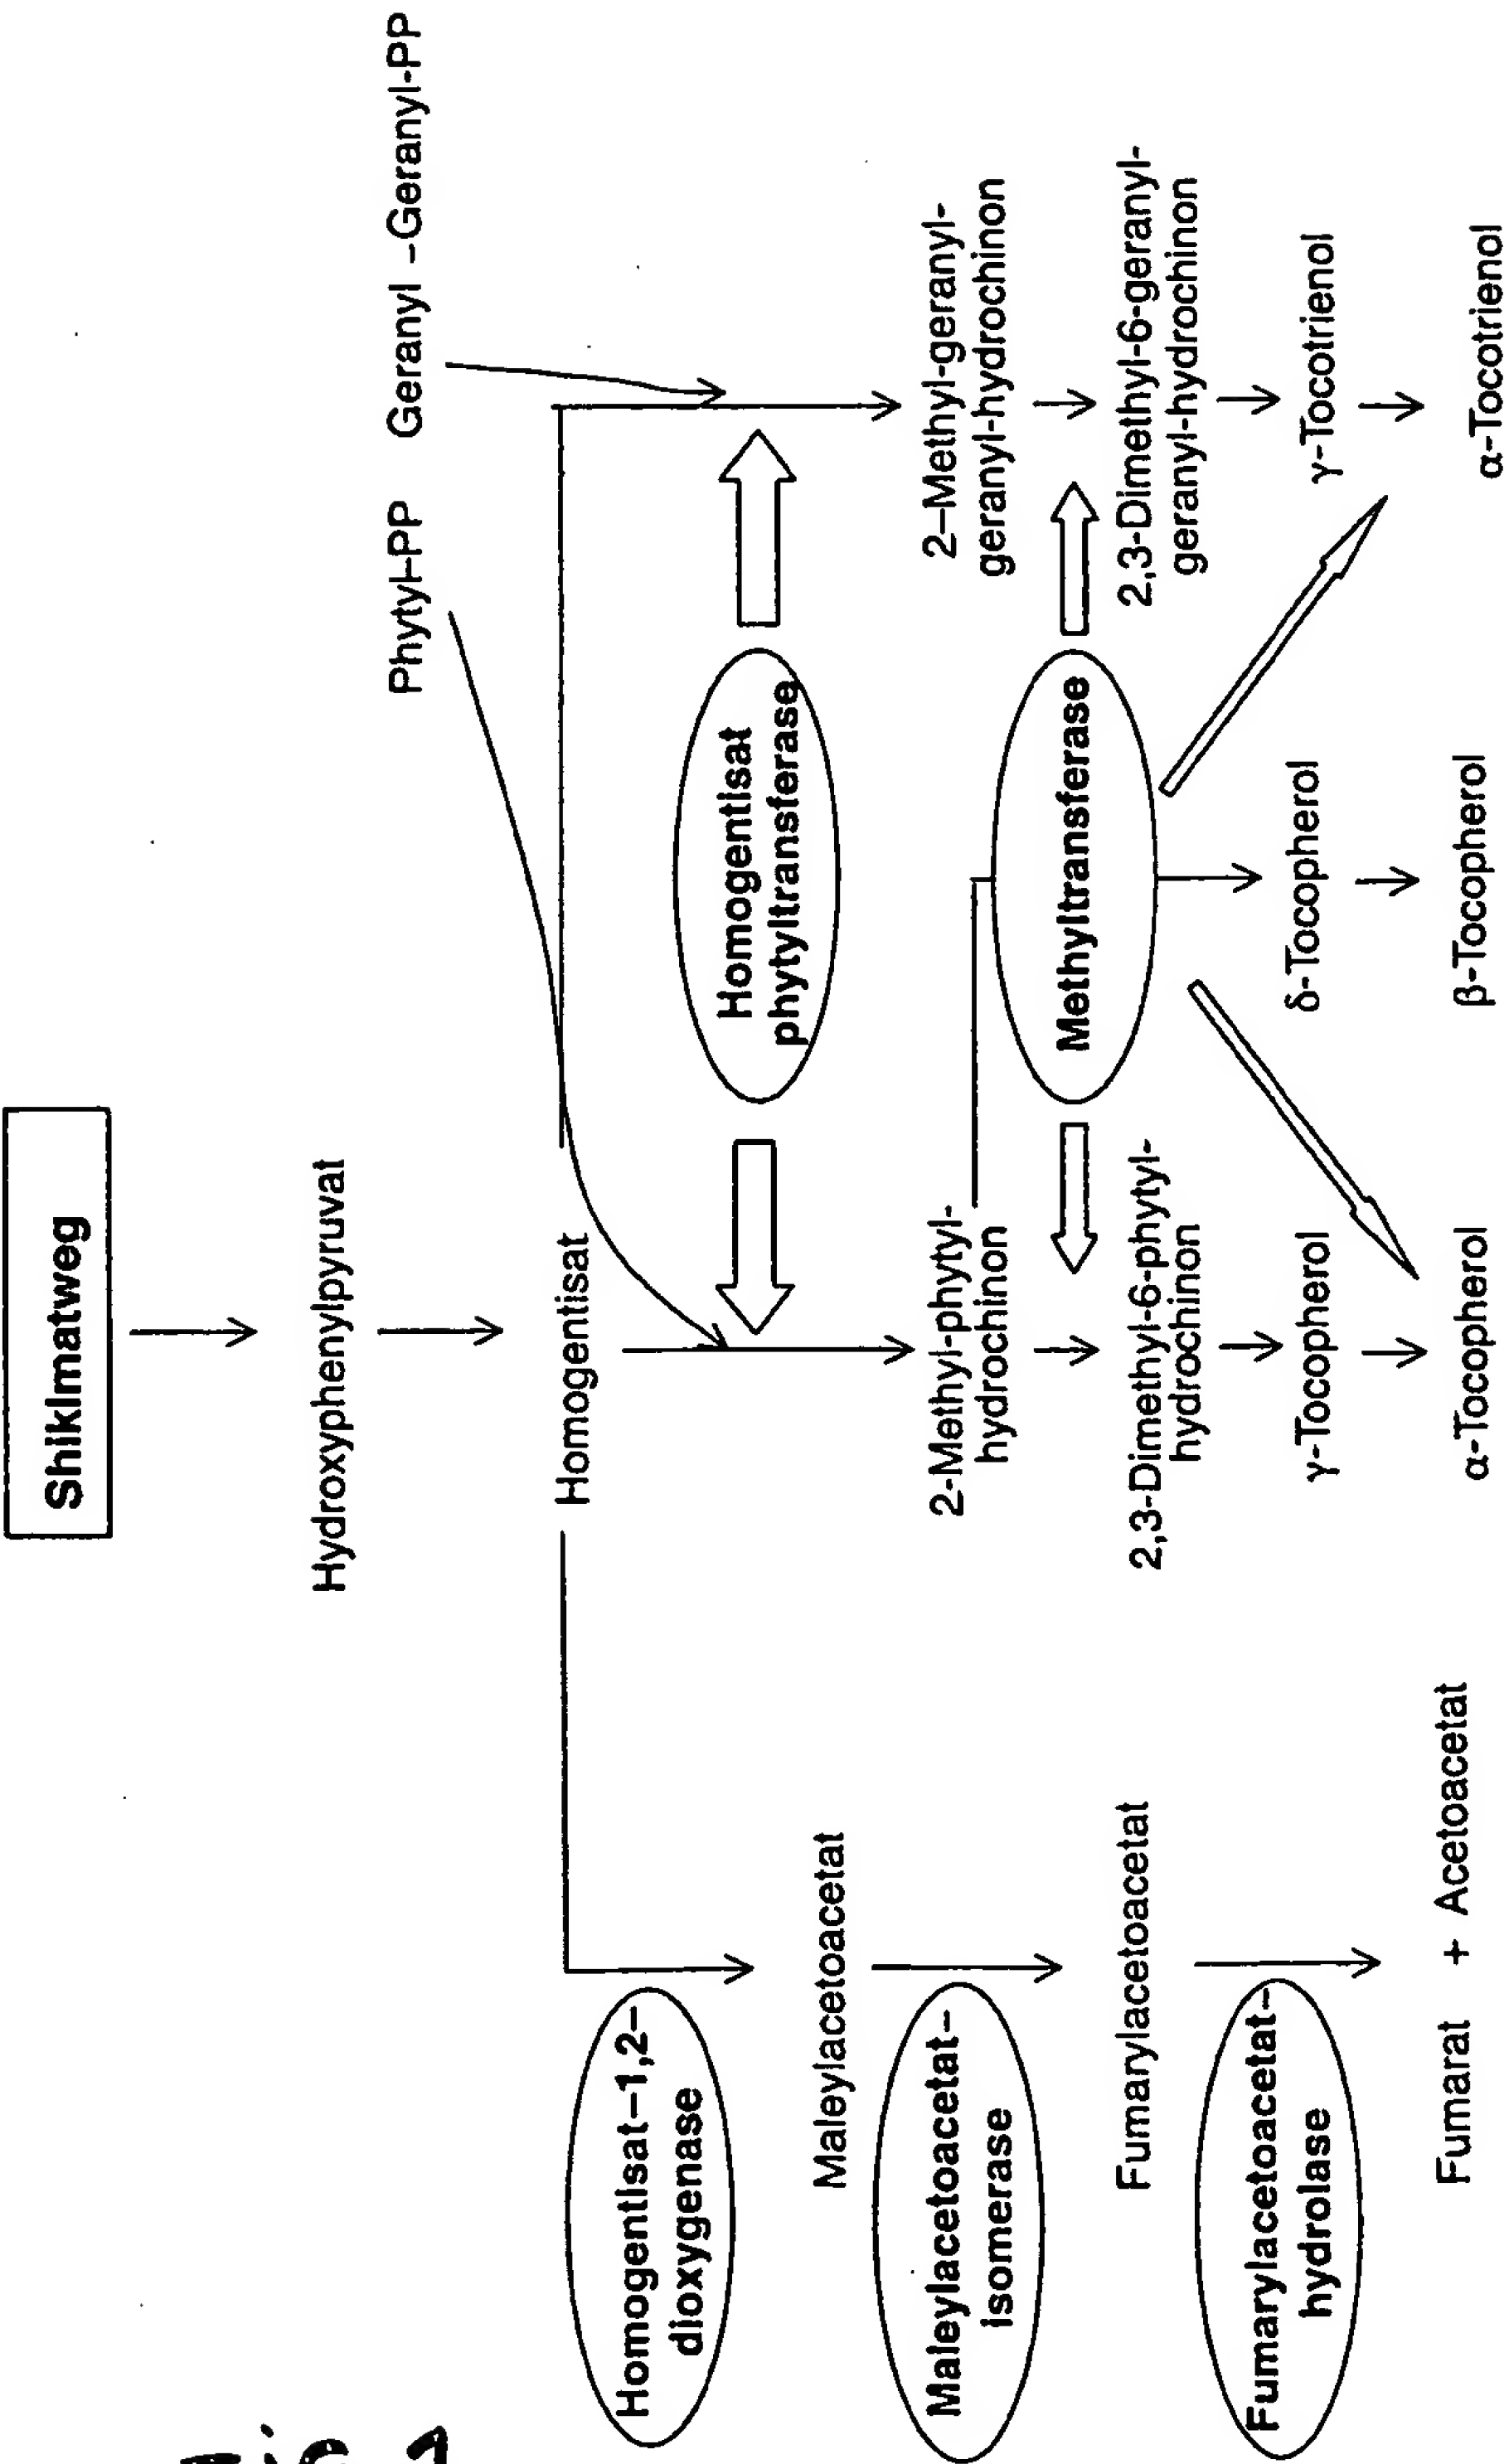 Shikimatweg
Hydroxyphenylpyruvat
Phytyl-PP
Geranyl -Geranyl-PP
Homogentisat
Homogentisat-1,2-
dioxygenase
Homogentisat
phytyltransferase
Maleylacetoacetat
2-Methyl-phytyl-
hydrochinon
2-Methyl-geranyl-
geranyl-hydrochinon
Maleylacetoacetat-
isomerase
Methyltransferase
Fumarylacetoacetat
2,3-Dimethyl-6-phytyl-
hydrochinon
2,3-Dimethyl-6-geranyl-
geranyl-hydrochinon
Fumarylacetoacetat-
hydrolase
γ-Tocopherol
δ-Tocopherol
γ-Tocotrienol
Fumarat + Acetoacetat
α-Tocopherol
β-Tocopherol
α-Tocotrienol